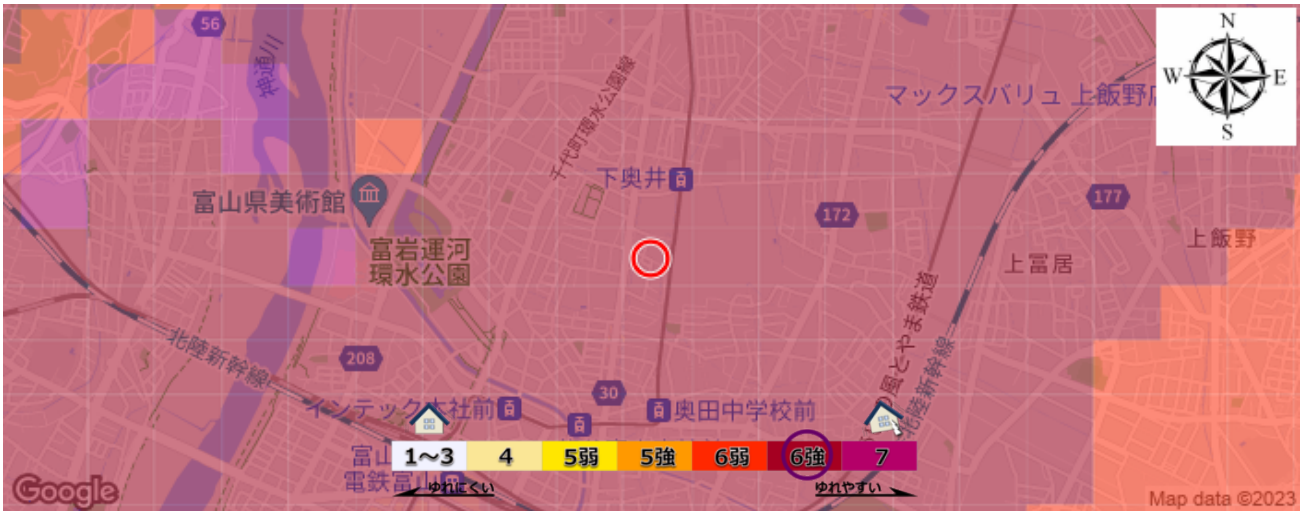 N
W E
S
56
神通川
千代町環水公園線
マックスバリュ 上飯野店
下奥井
富山県美術館
177
172
上飯野
富岩運河
環水公園
上冨居
の風とやま鉄道
北陸新幹線
北陸新幹線
208
30
インテック本社前
奥田中学校前
富山
電鉄富山
1～3 4 5弱 5強 6弱 6強 7
ゆれにくい ゆれやすい
Google
Map data ©2023